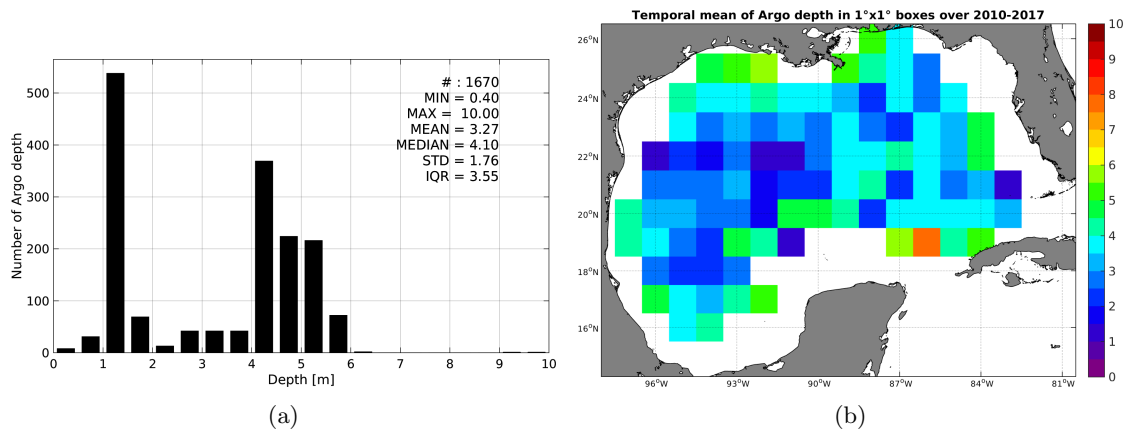 # : 1670
MIN = 0.40
MAX = 10.00
MEAN = 3.27
MEDIAN = 4.10
STD = 1.76
IQR = 3.55
Number of Argo depth
500
400
300
200
100
0
0 1 2 3 4 5 6 7 8 9 10
Depth [m]
(a)
Temporal mean of Argo depth in 1°x1° boxes over 2010-2017
26°N
24°N
22°N
20°N
18°N
16°N
96°W 93°W 90°W 87°W 84°W 81°W
10
9
8
7
6
5
4
3
2
1
0
(b)